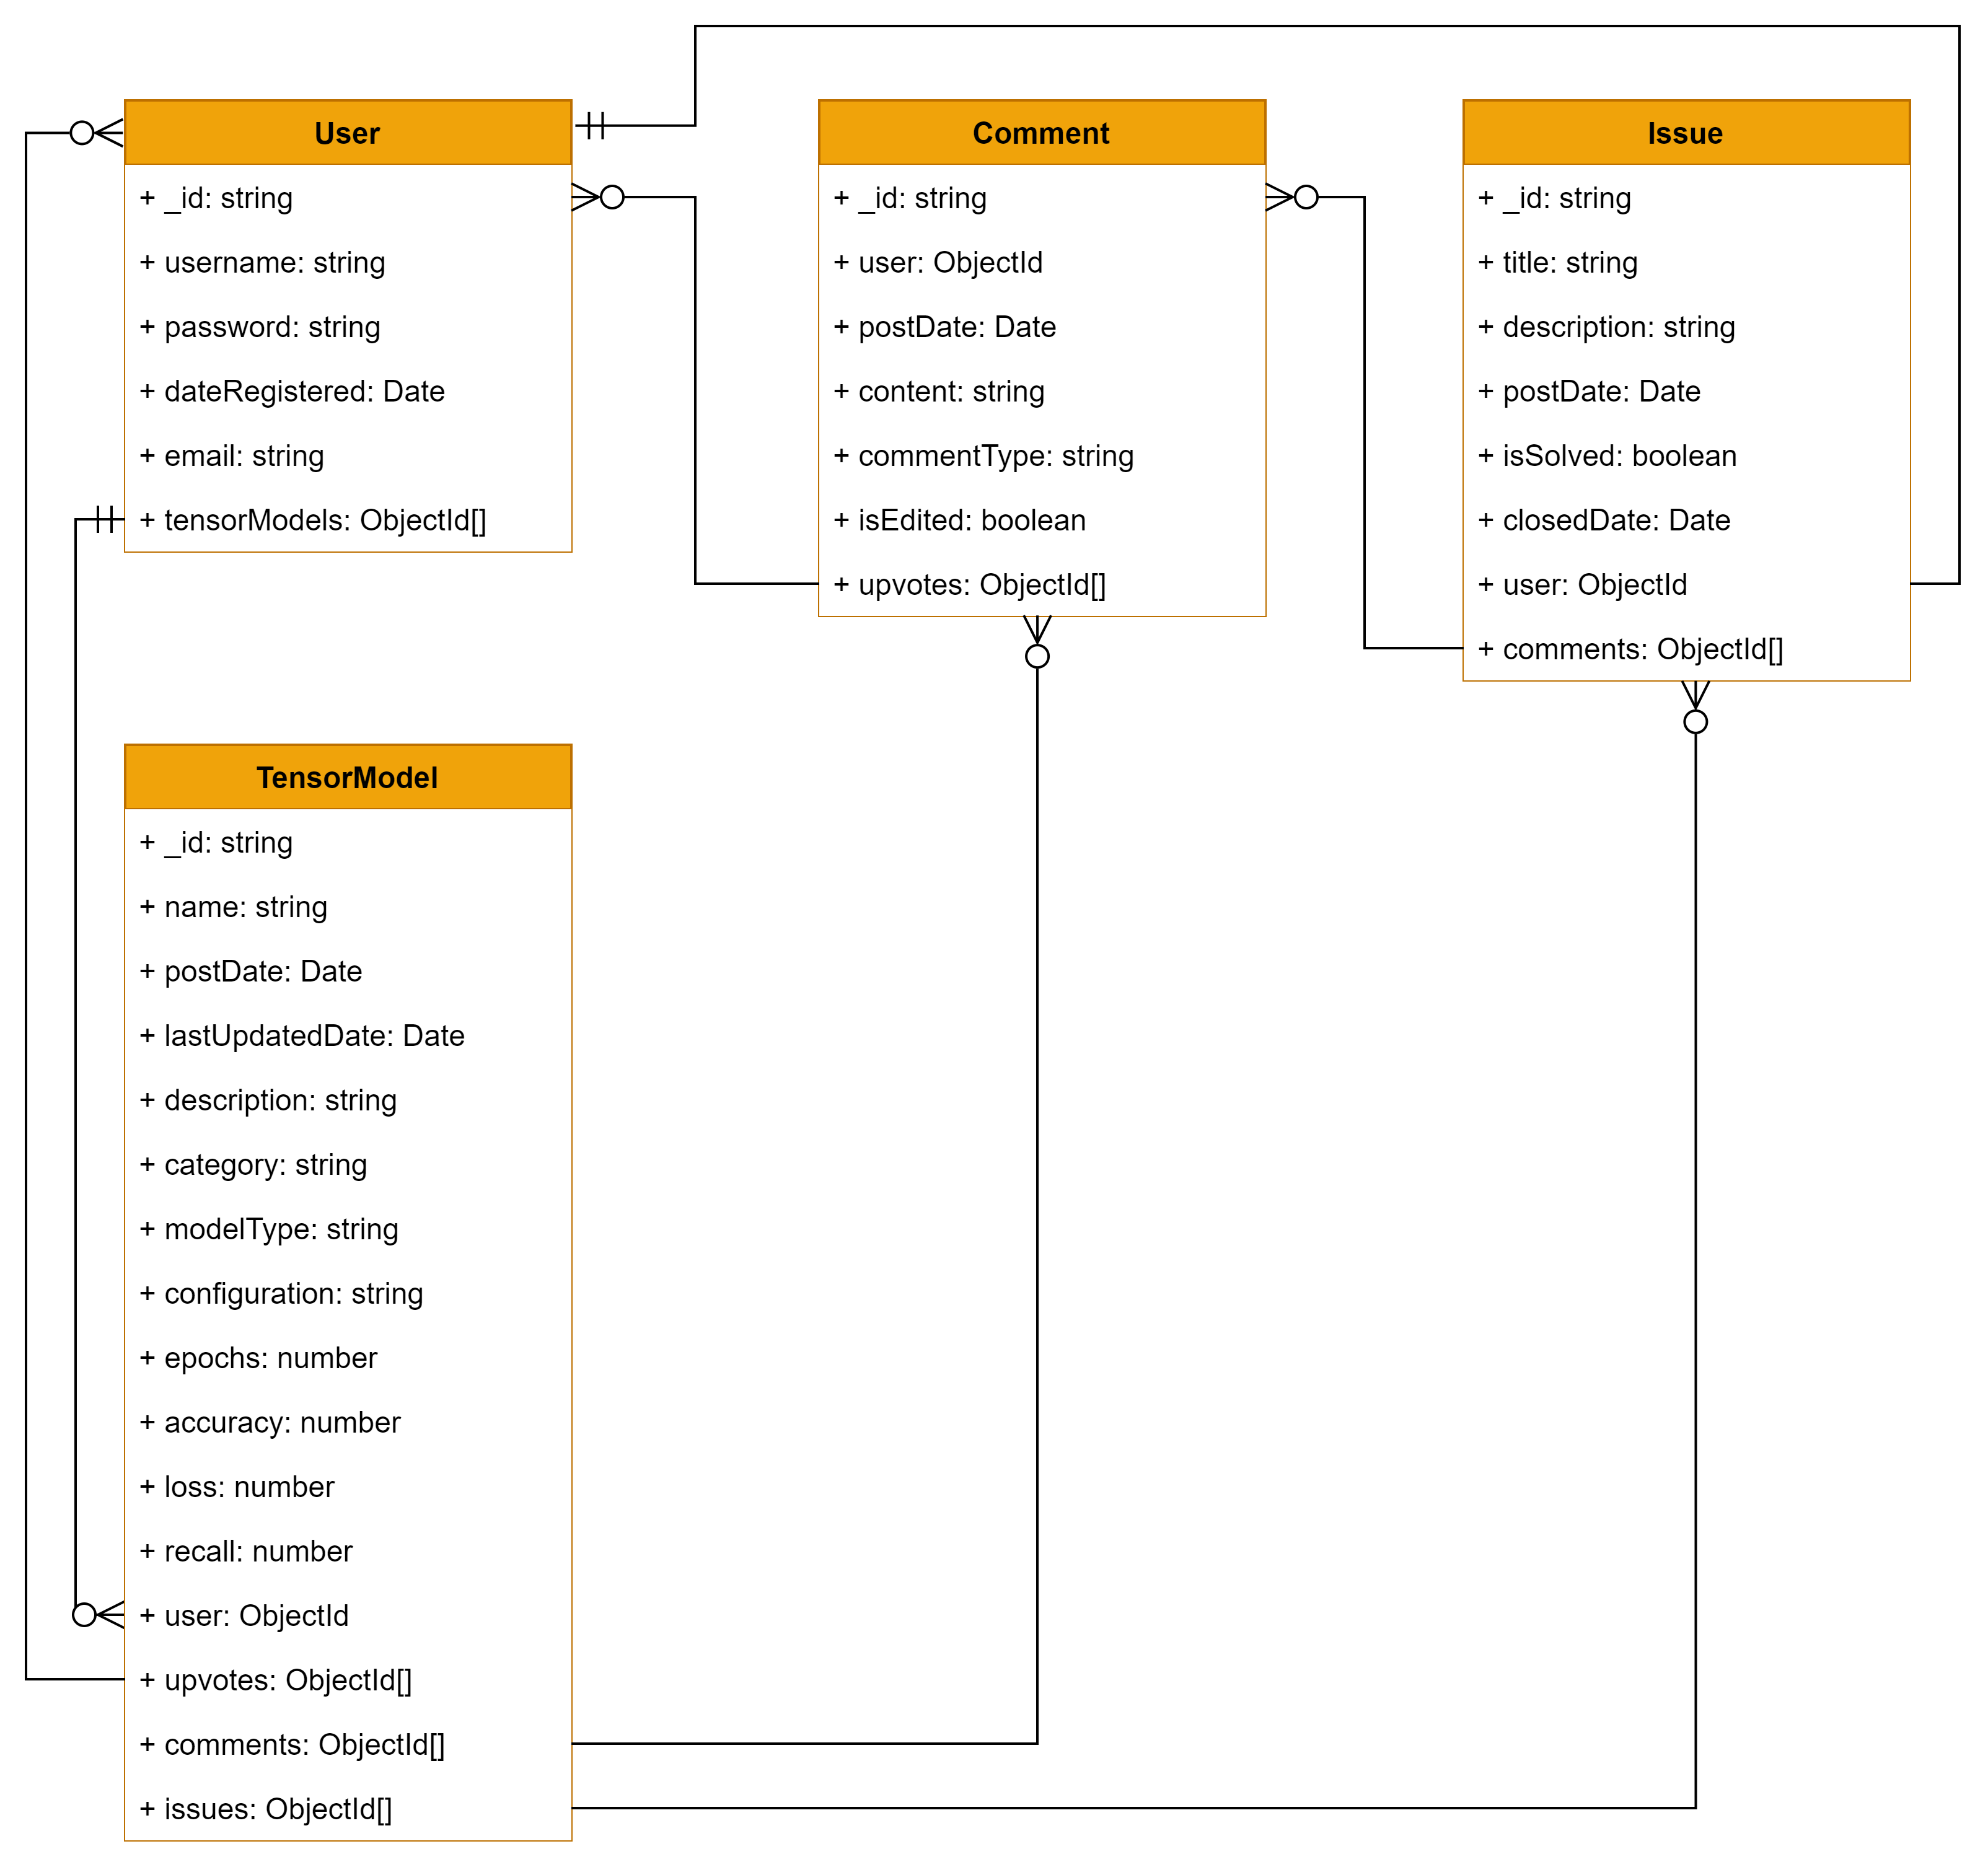 User
+ _id: string
+ username: string
+ password: string
+ dateRegistered: Date
+ email: string
+ tensorModels: ObjectId[]
Comment
+ _id: string
+ user: ObjectId
+ postDate: Date
+ content: string
+ commentType: string
+ isEdited: boolean
+ upvotes: ObjectId[]
Issue
+ _id: string
+ title: string
+ description: string
+ postDate: Date
+ isSolved: boolean
+ closedDate: Date
+ user: ObjectId
+ comments: ObjectId[]
TensorModel
+ _id: string
+ name: string
+ postDate: Date
+ lastUpdatedDate: Date
+ description: string
+ category: string
+ modelType: string
+ configuration: string
+ epochs: number
+ accuracy: number
+ loss: number
+ recall: number
+ user: ObjectId
+ upvotes: ObjectId[]
+ comments: ObjectId[]
+ issues: ObjectId[]